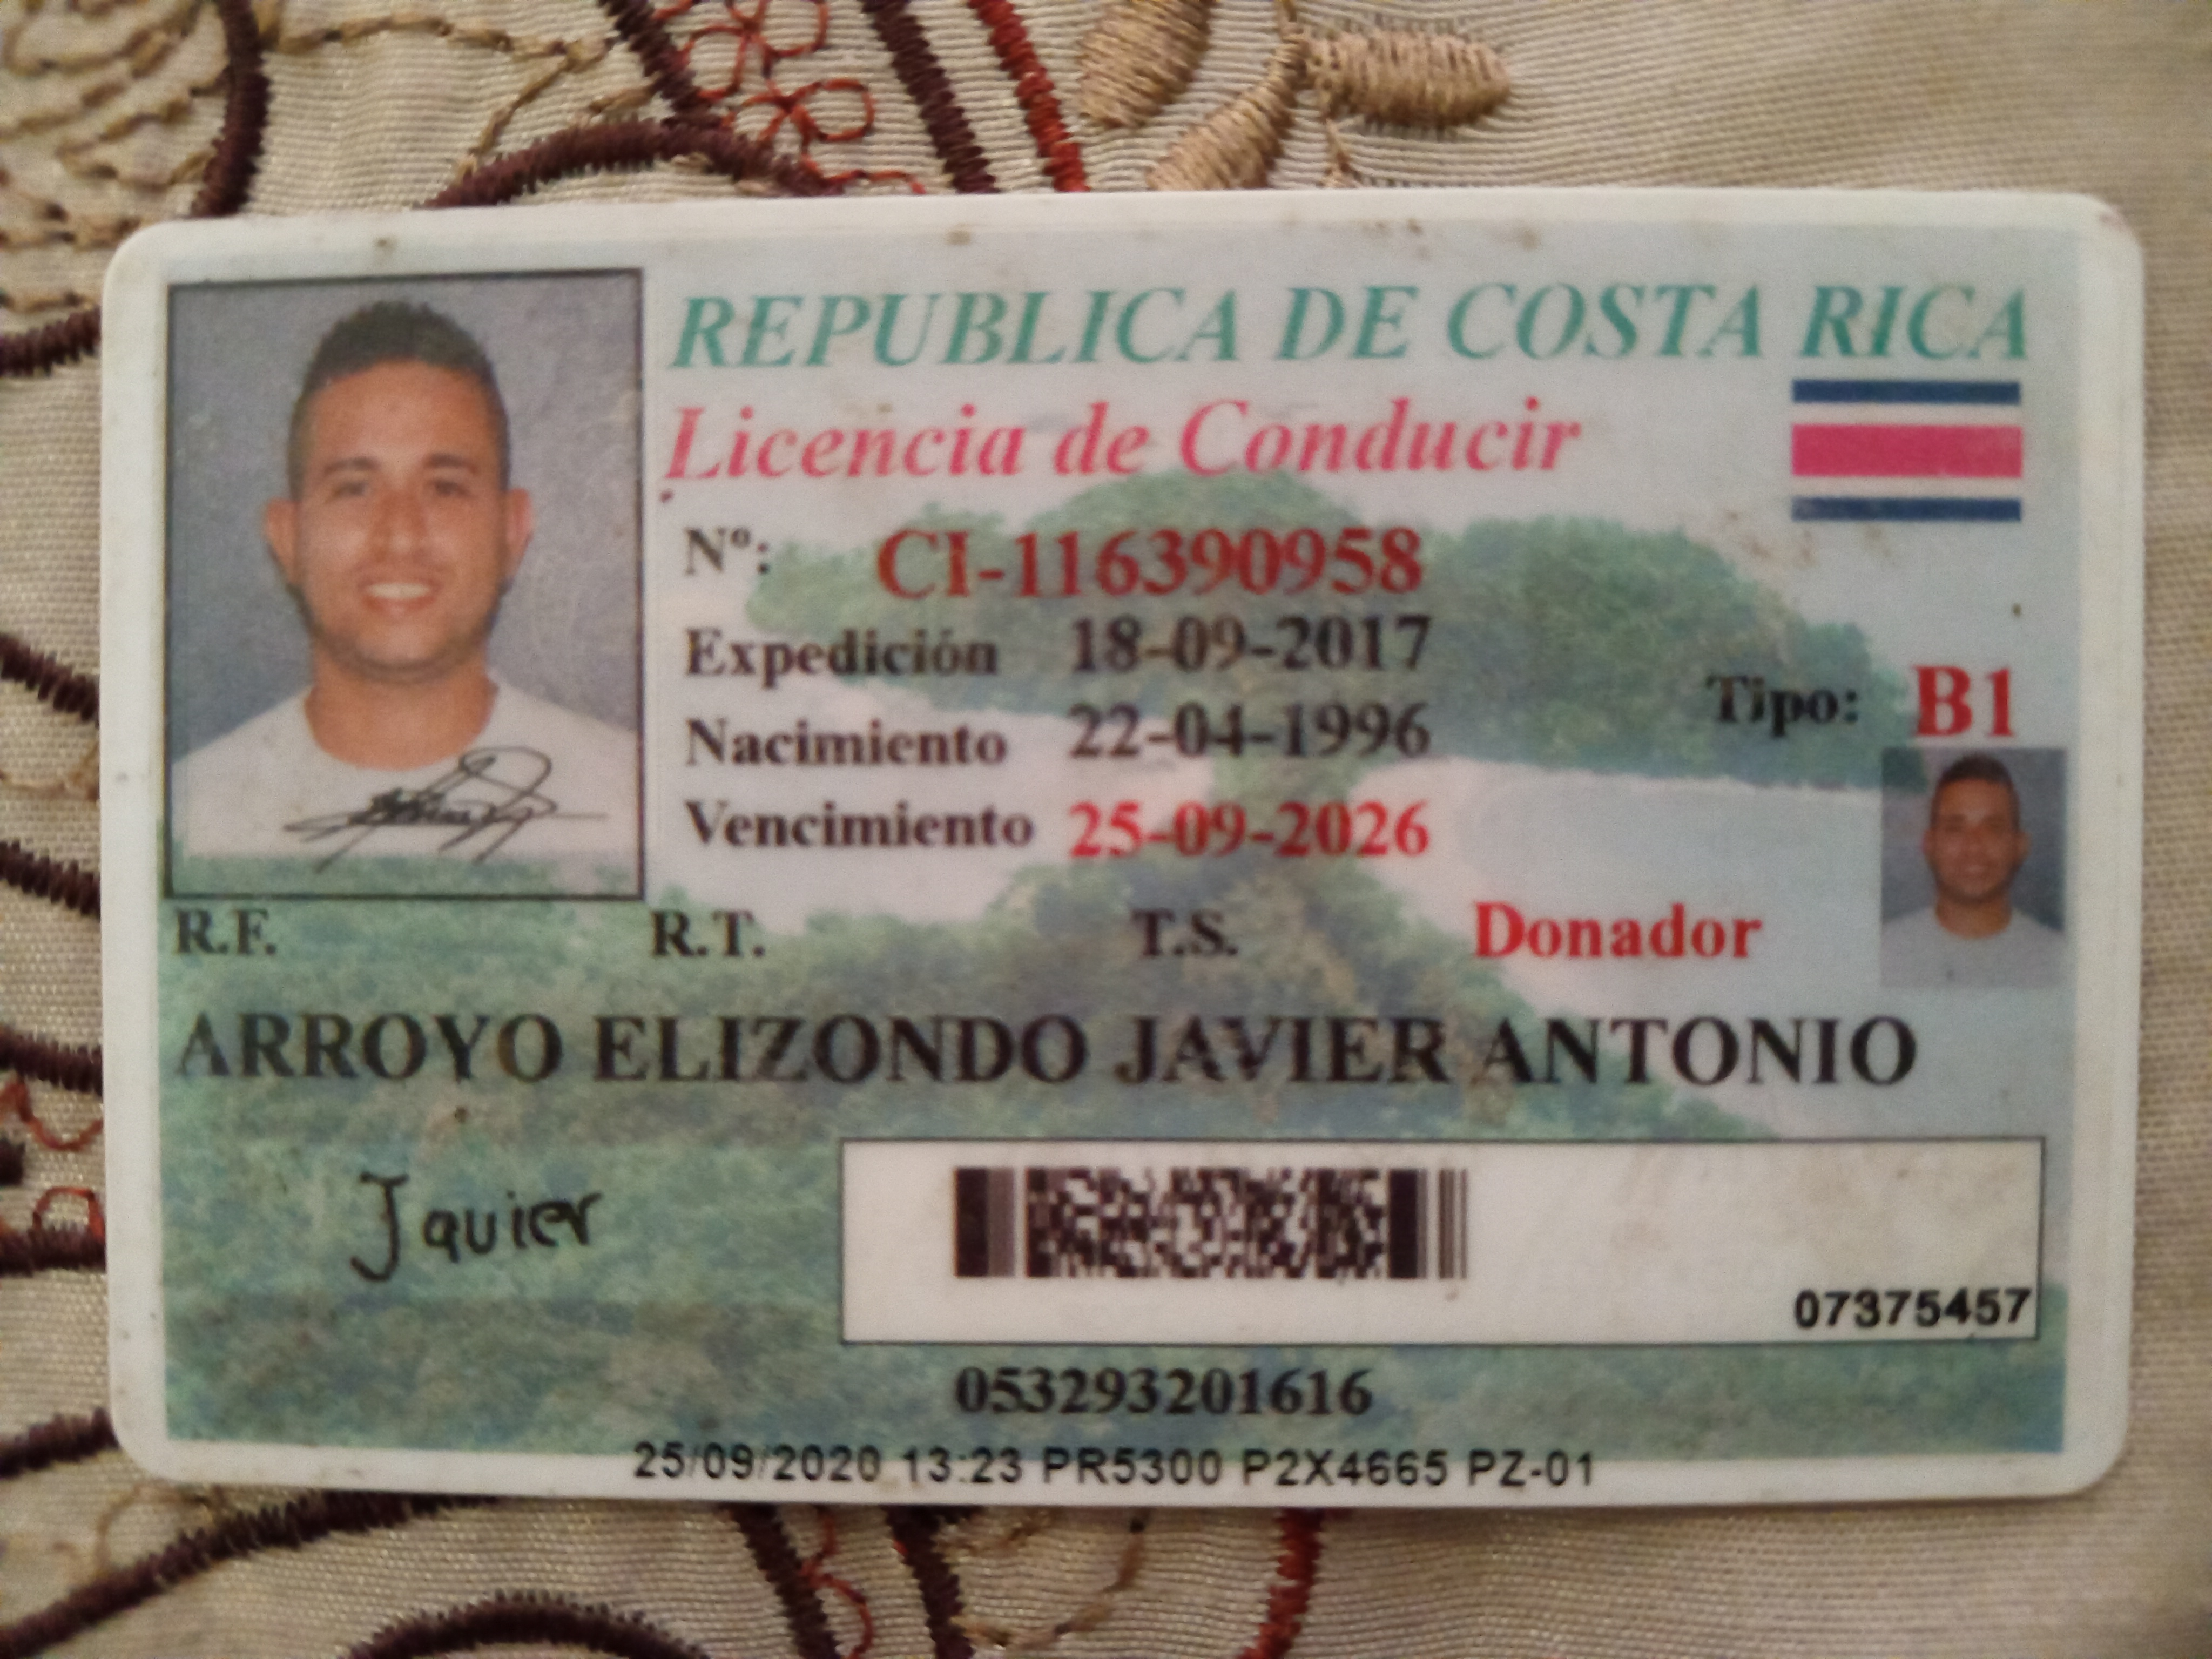 REPUBLICA DE COSTA RICA
Licencia de Conducir
Nº: CI-116390958
Expedición 18-09-2017
Nacimiento 22-04-1996
Tipo: B1
Vencimiento 25-09-2026
R.F. R.T. T.S. Donador
ARROYO ELIZONDO JAVIER ANTONIO
Javier
07375457
053293201616
25/09/2020 13:23 PR5300 P2X4665 PZ-01